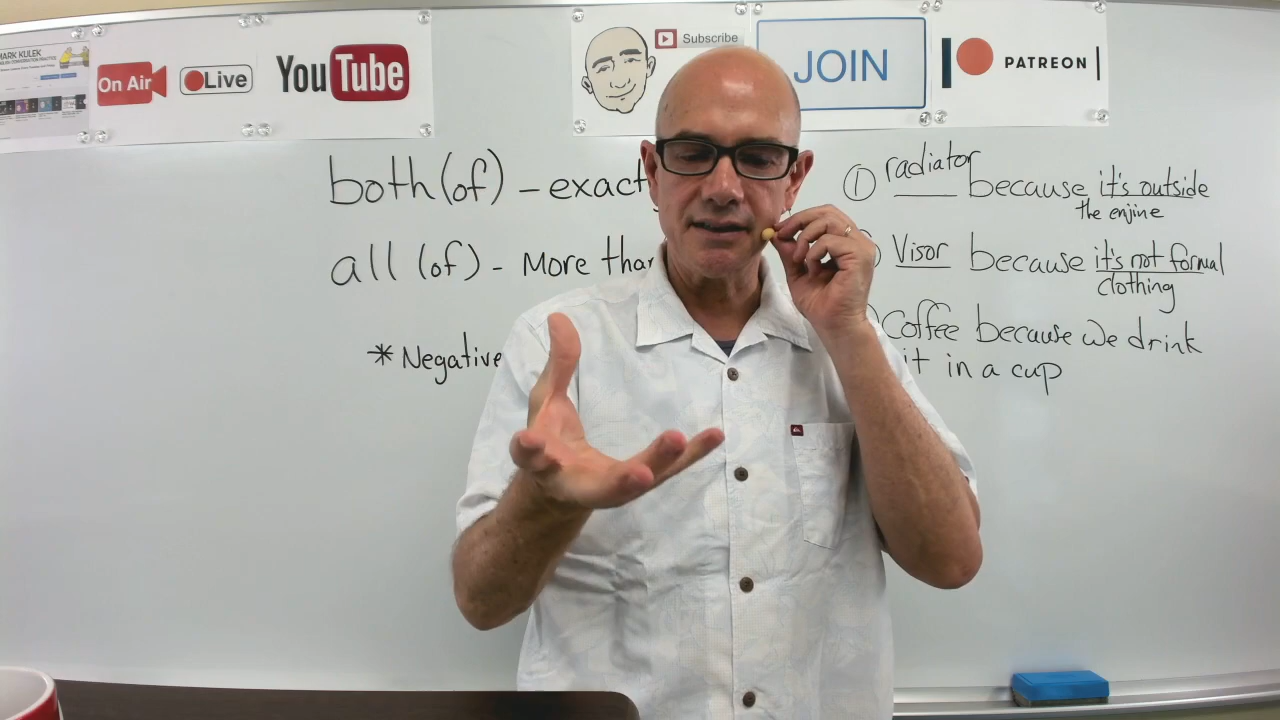 MARK KULEK
On Air
Live
YouTube
Subscribe
JOIN
PATREON
both (of) – exact
all (of) - More than
* Negative
① radiator because it's outside
the enjine
Visor because it's not formal
clothing
Coffee because we drink
it in a cup